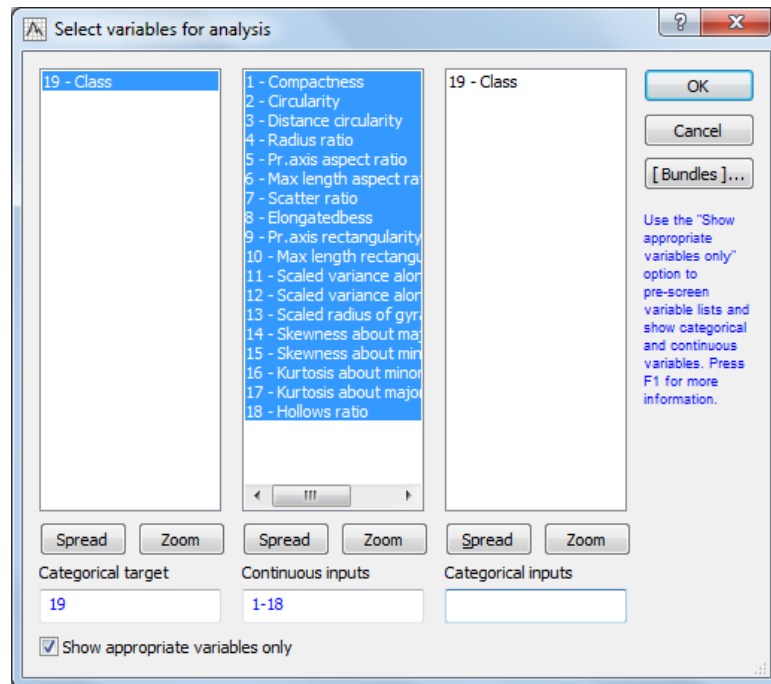 Select variables for analysis
19 - Class
1 - Compactness
2 - Circularity
3 - Distance circularity
4 - Radius ratio
5 - Pr.axis aspect ratio
6 - Max length aspect ra
7 - Scatter ratio
8 - Elongatedbess
9 - Pr.axis rectangularity
10 - Max length rectangu
11 - Scaled variance alor
12 - Scaled variance alor
13 - Scaled radius of gyra
14 - Skewness about maj
15 - Skewness about min
16 - Kurtosis about minor
17 - Kurtosis about major
18 - Hollows ratio
19 - Class
OK
Cancel
[ Bundles ]...
Use the "Show
appropriate
variables only"
option to
pre-screen
variable lists and
show categorical
and continuous
variables. Press
F1 for more
information.
Spread Zoom Spread Zoom Spread Zoom
Categorical target Continuous inputs Categorical inputs
19 1-18
Show appropriate variables only